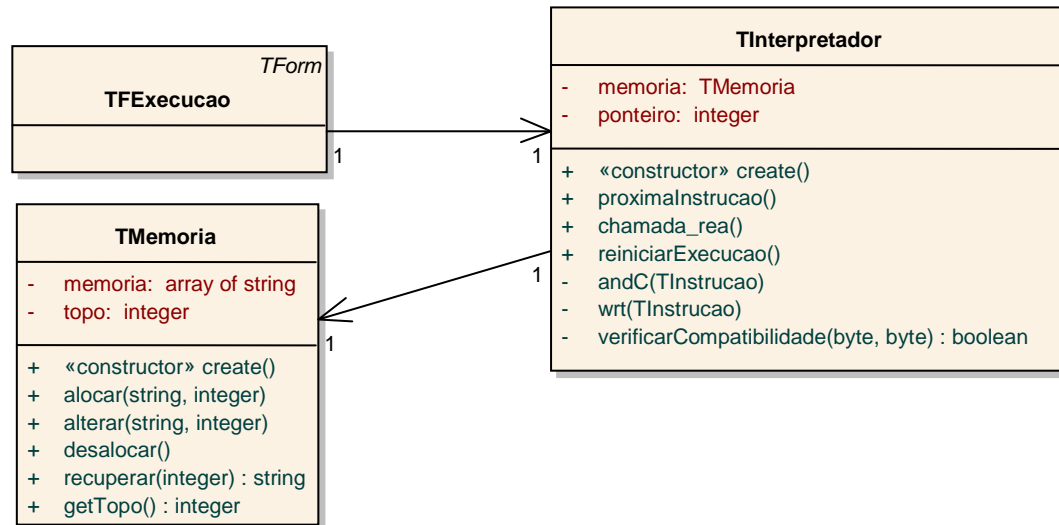 TForm
TFExecucao
1
1
TInterpretador
- memoria: TMemoria
- ponteiro: integer
+ «constructor» create()
+ proximaInstrucao()
+ chamada_rea()
+ reiniciarExecucao()
- andC(TInstrucao)
- wrt(TInstrucao)
- verificarCompatibilidade(byte, byte) : boolean
1
1
TMemoria
- memoria: array of string
- topo: integer
+ «constructor» create()
+ alocar(string, integer)
+ alterar(string, integer)
+ desalocar()
+ recuperar(integer) : string
+ getTopo() : integer